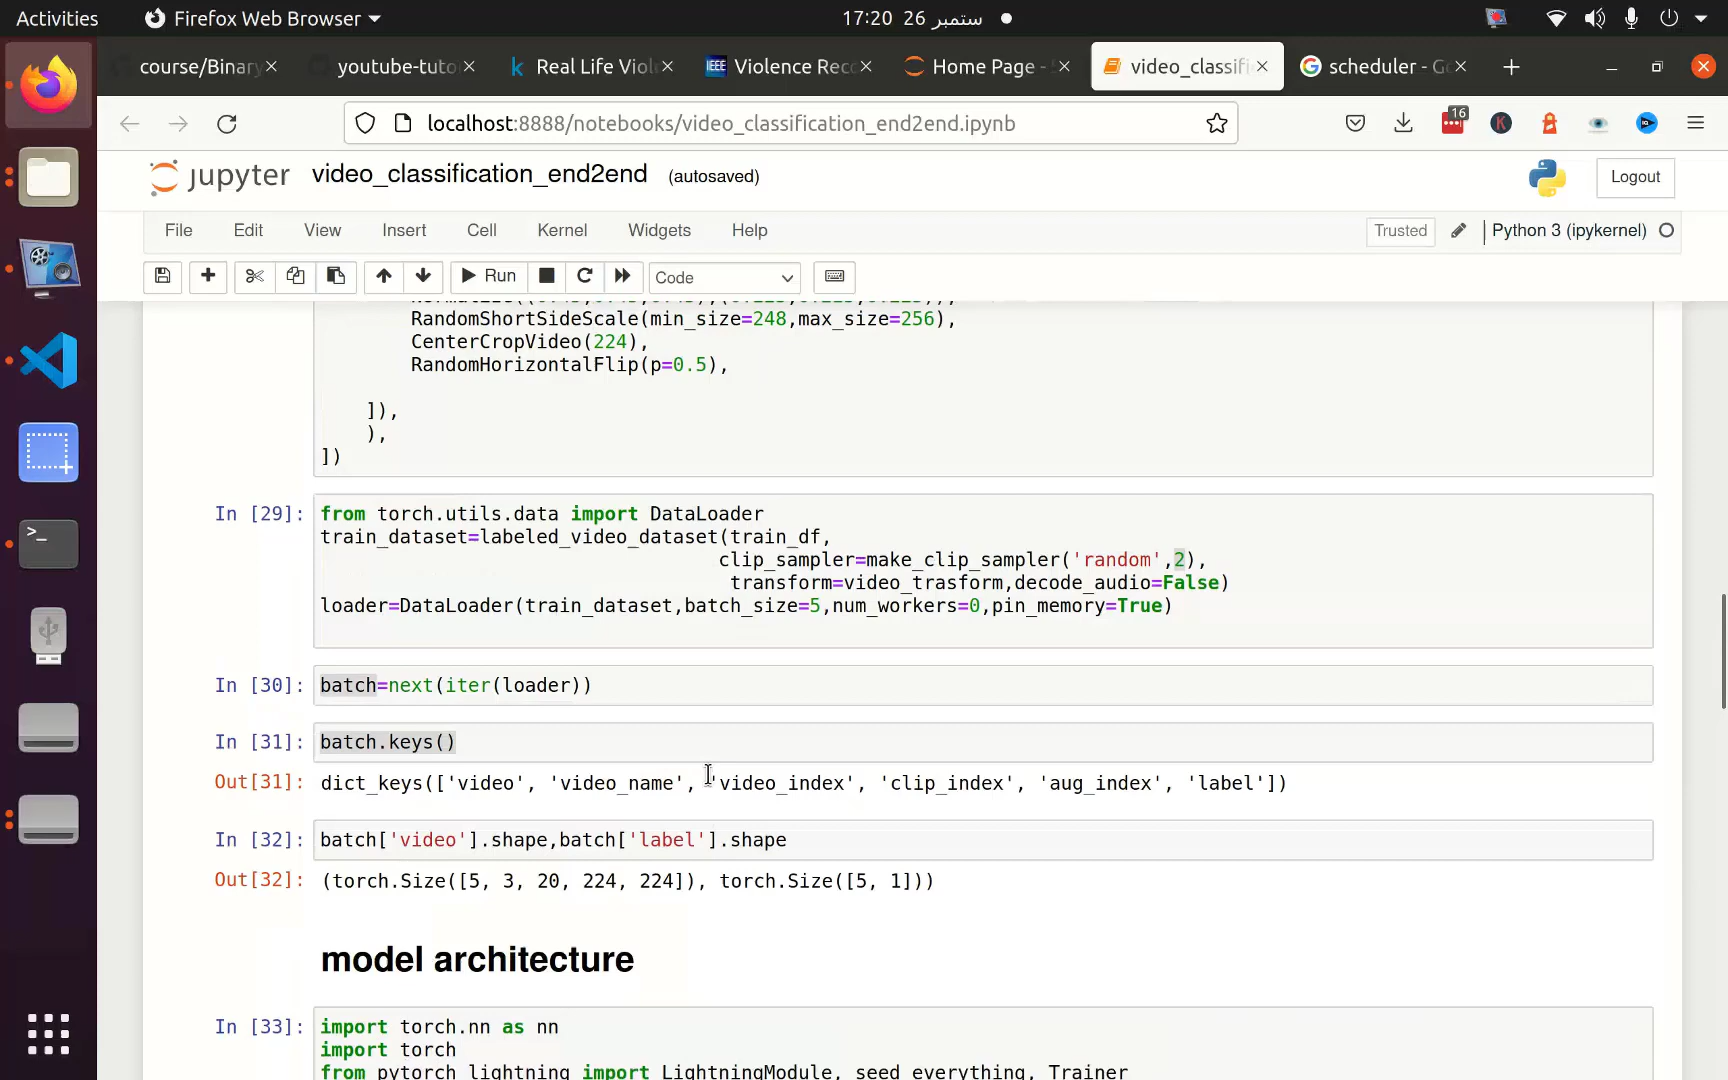 Activities
Firefox Web Browser
17:20 26 ستمبر
course/Binary
youtube-tuto
Real Life Viol
IEEE
Violence Rec
Home Page -
video_classifi
scheduler - G
localhost:8888/notebooks/video_classification_end2end.ipynb
16
jupyter
video_classification_end2end
(autosaved)
Logout
File
Edit
View
Insert
Cell
Kernel
Widgets
Help
Trusted
Python 3 (ipykernel)
Run
Code
RandomShortSideScale(min_size=248,max_size=256),
CenterCropVideo(224),
RandomHorizontalFlip(p=0.5),
]),
),
])
In [29]:
from torch.utils.data import DataLoader
train_dataset=labeled_video_dataset(train_df,
clip_sampler=make_clip_sampler('random',2),
transform=video_trasform,decode_audio=False)
loader=DataLoader(train_dataset,batch_size=5,num_workers=0,pin_memory=True)
In [30]:
batch=next(iter(loader))
In [31]:
batch.keys()
Out[31]:
dict_keys(['video', 'video_name', 'video_index', 'clip_index', 'aug_index', 'label'])
In [32]:
batch['video'].shape,batch['label'].shape
Out[32]:
(torch.Size([5, 3, 20, 224, 224]), torch.Size([5, 1]))
model architecture
In [33]:
import torch.nn as nn
import torch
from pytorch_lightning import LightningModule, seed_everything, Trainer